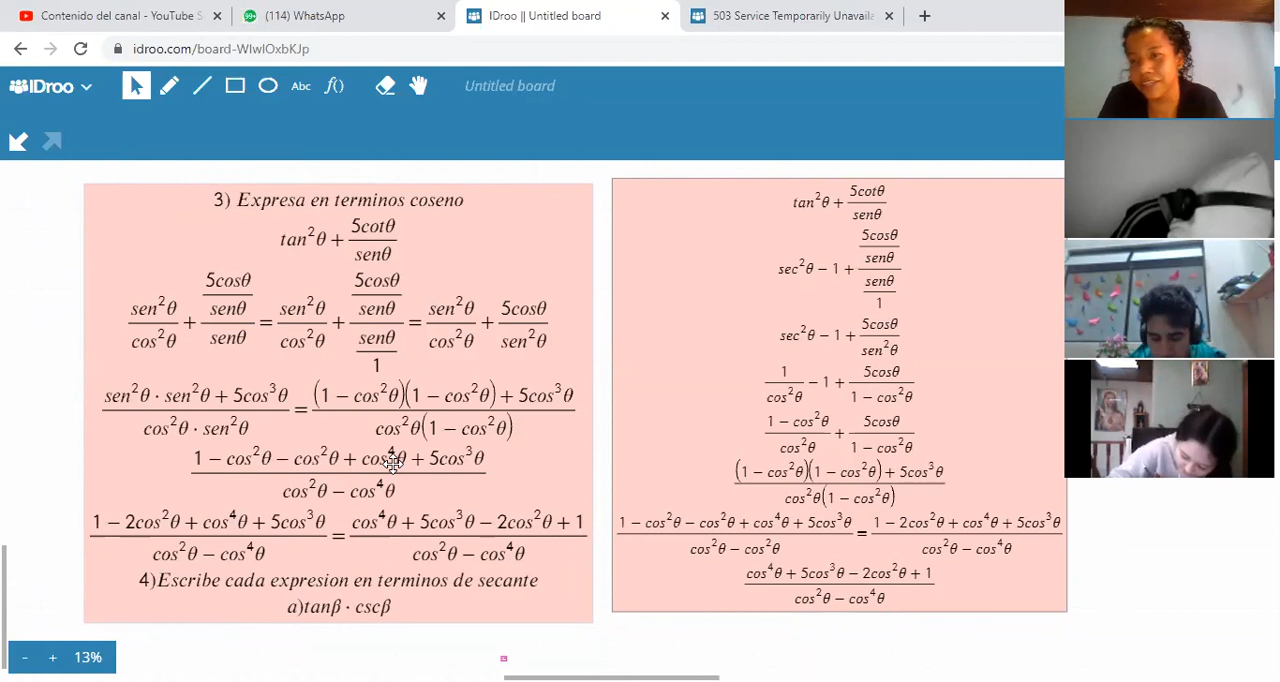 Contenido del canal - YouTube S
(114) WhatsApp
IDroo || Untitled board
503 Service Temporarily Unavaila
idroo.com/board-WIwIOxbKJp
IDroo
Abc
f()
Untitled board
3) Expresa en terminos coseno
tan²θ + 5cotθ/senθ
sen²θ/cos²θ + (5cosθ/senθ)/senθ = sen²θ/cos²θ + (5cosθ/senθ)/(senθ/1) = sen²θ/cos²θ + 5cosθ/sen²θ
(sen²θ · sen²θ + 5cos³θ)/(cos²θ · sen²θ) = ((1 − cos²θ)(1 − cos²θ) + 5cos³θ)/(cos²θ(1 − cos²θ))
(1 − cos²θ − cos²θ + cos⁴θ + 5cos³θ)/(cos²θ − cos⁴θ)
(1 − 2cos²θ + cos⁴θ + 5cos³θ)/(cos²θ − cos⁴θ) = (cos⁴θ + 5cos³θ − 2cos²θ + 1)/(cos²θ − cos⁴θ)
4)Escribe cada expresion en terminos de secante
a)tanβ · cscβ
tan²θ + 5cotθ/senθ
sec²θ − 1 + (5cosθ/senθ)/(senθ/1)
sec²θ − 1 + 5cosθ/sen²θ
1/cos²θ − 1 + 5cosθ/(1 − cos²θ)
(1 − cos²θ)/cos²θ + 5cosθ/(1 − cos²θ)
((1 − cos²θ)(1 − cos²θ) + 5cos³θ)/(cos²θ(1 − cos²θ))
(1 − cos²θ − cos²θ + cos⁴θ + 5cos³θ)/(cos²θ − cos²θ) = (1 − 2cos²θ + cos⁴θ + 5cos³θ)/(cos²θ − cos⁴θ)
(cos⁴θ + 5cos³θ − 2cos²θ + 1)/(cos²θ − cos⁴θ)
- + 13%